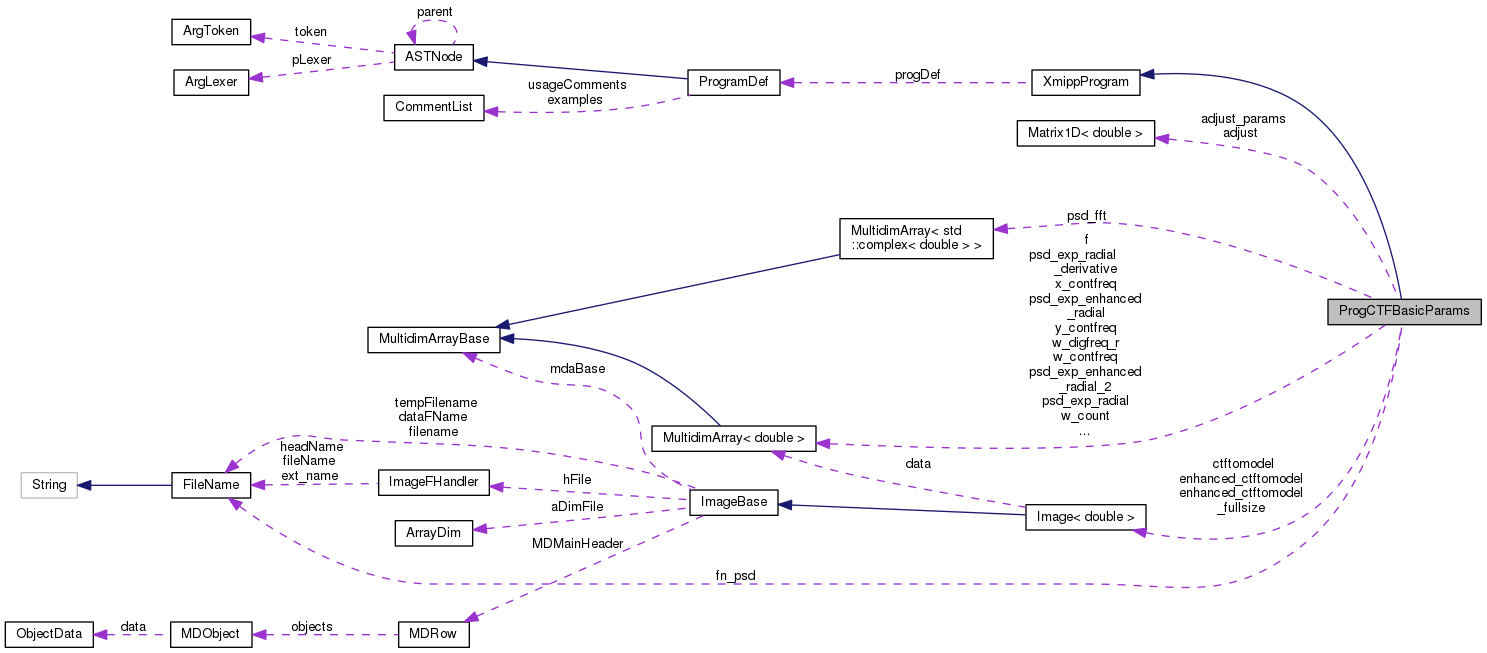 parent
ArgToken
token
ASTNode
pLexer
ArgLexer
ProgramDef
progDef
XmippProgram
usageComments
examples
CommentList
adjust_params
adjust
Matrix1D< double >
psd_fft
MultidimArray< std
::complex< double > >
f
psd_exp_radial
_derivative
x_contfreq
psd_exp_enhanced
_radial
y_contfreq
w_digfreq_r
w_contfreq
psd_exp_enhanced
_radial_2
psd_exp_radial
w_count
...
ProgCTFBasicParams
MultidimArrayBase
mdaBase
tempFilename
dataFName
filename
MultidimArray< double >
headName
fileName
ext_name
data
String
FileName
ImageFHandler
hFile
ImageBase
aDimFile
ArrayDim
Image< double >
ctftomodel
enhanced_ctftomodel
enhanced_ctftomodel
_fullsize
MDMainHeader
fn_psd
ObjectData
data
MDObject
objects
MDRow